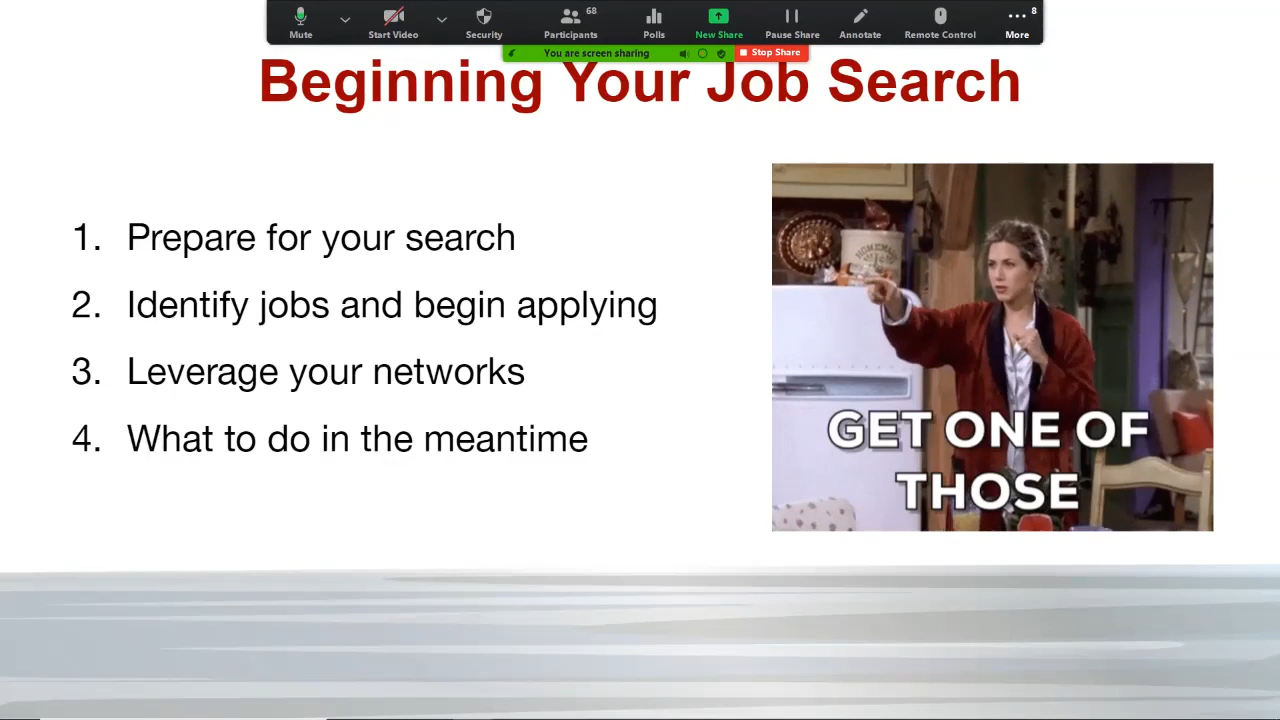 68
8
Mute
Start Video
Security
Participants
Polls
New Share
Pause Share
Annotate
Remote Control
More
You are screen sharing
Stop Share
Beginning Your Job Search
1. Prepare for your search
2. Identify jobs and begin applying
3. Leverage your networks
4. What to do in the meantime
HOMEMADE
GET ONE OF
THOSE